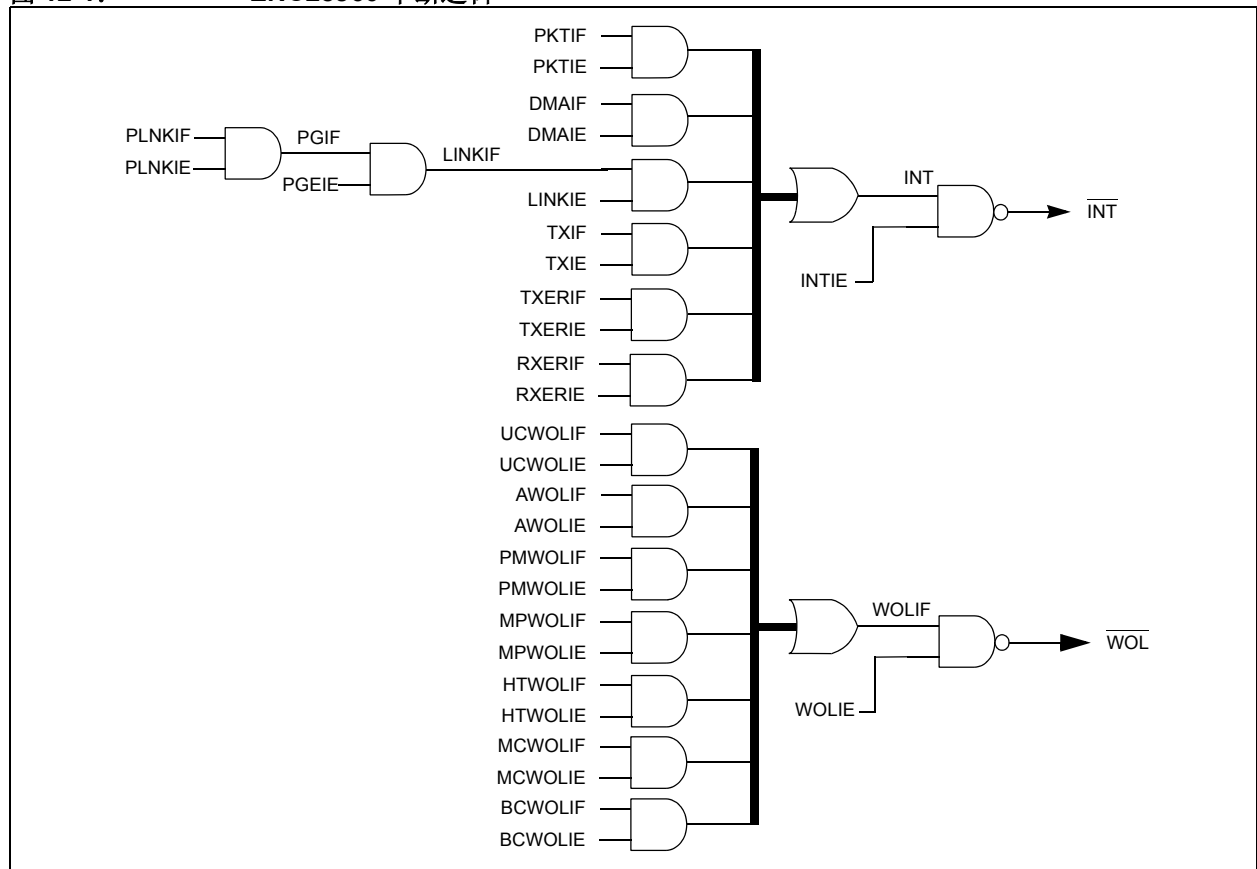 PKTIF
PKTIE
DMAIF
DMAIE
PLNKIF
PLNKIE
PGIF
PGEIE
LINKIF
LINKIE
TXIF
TXIE
TXERIF
TXERIE
RXERIF
RXERIE
INT
INTIE
INT
UCWOLIF
UCWOLIE
AWOLIF
AWOLIE
PMWOLIF
PMWOLIE
MPWOLIF
MPWOLIE
HTWOLIF
HTWOLIE
MCWOLIF
MCWOLIE
BCWOLIF
BCWOLIE
WOLIF
WOLIE
WOL